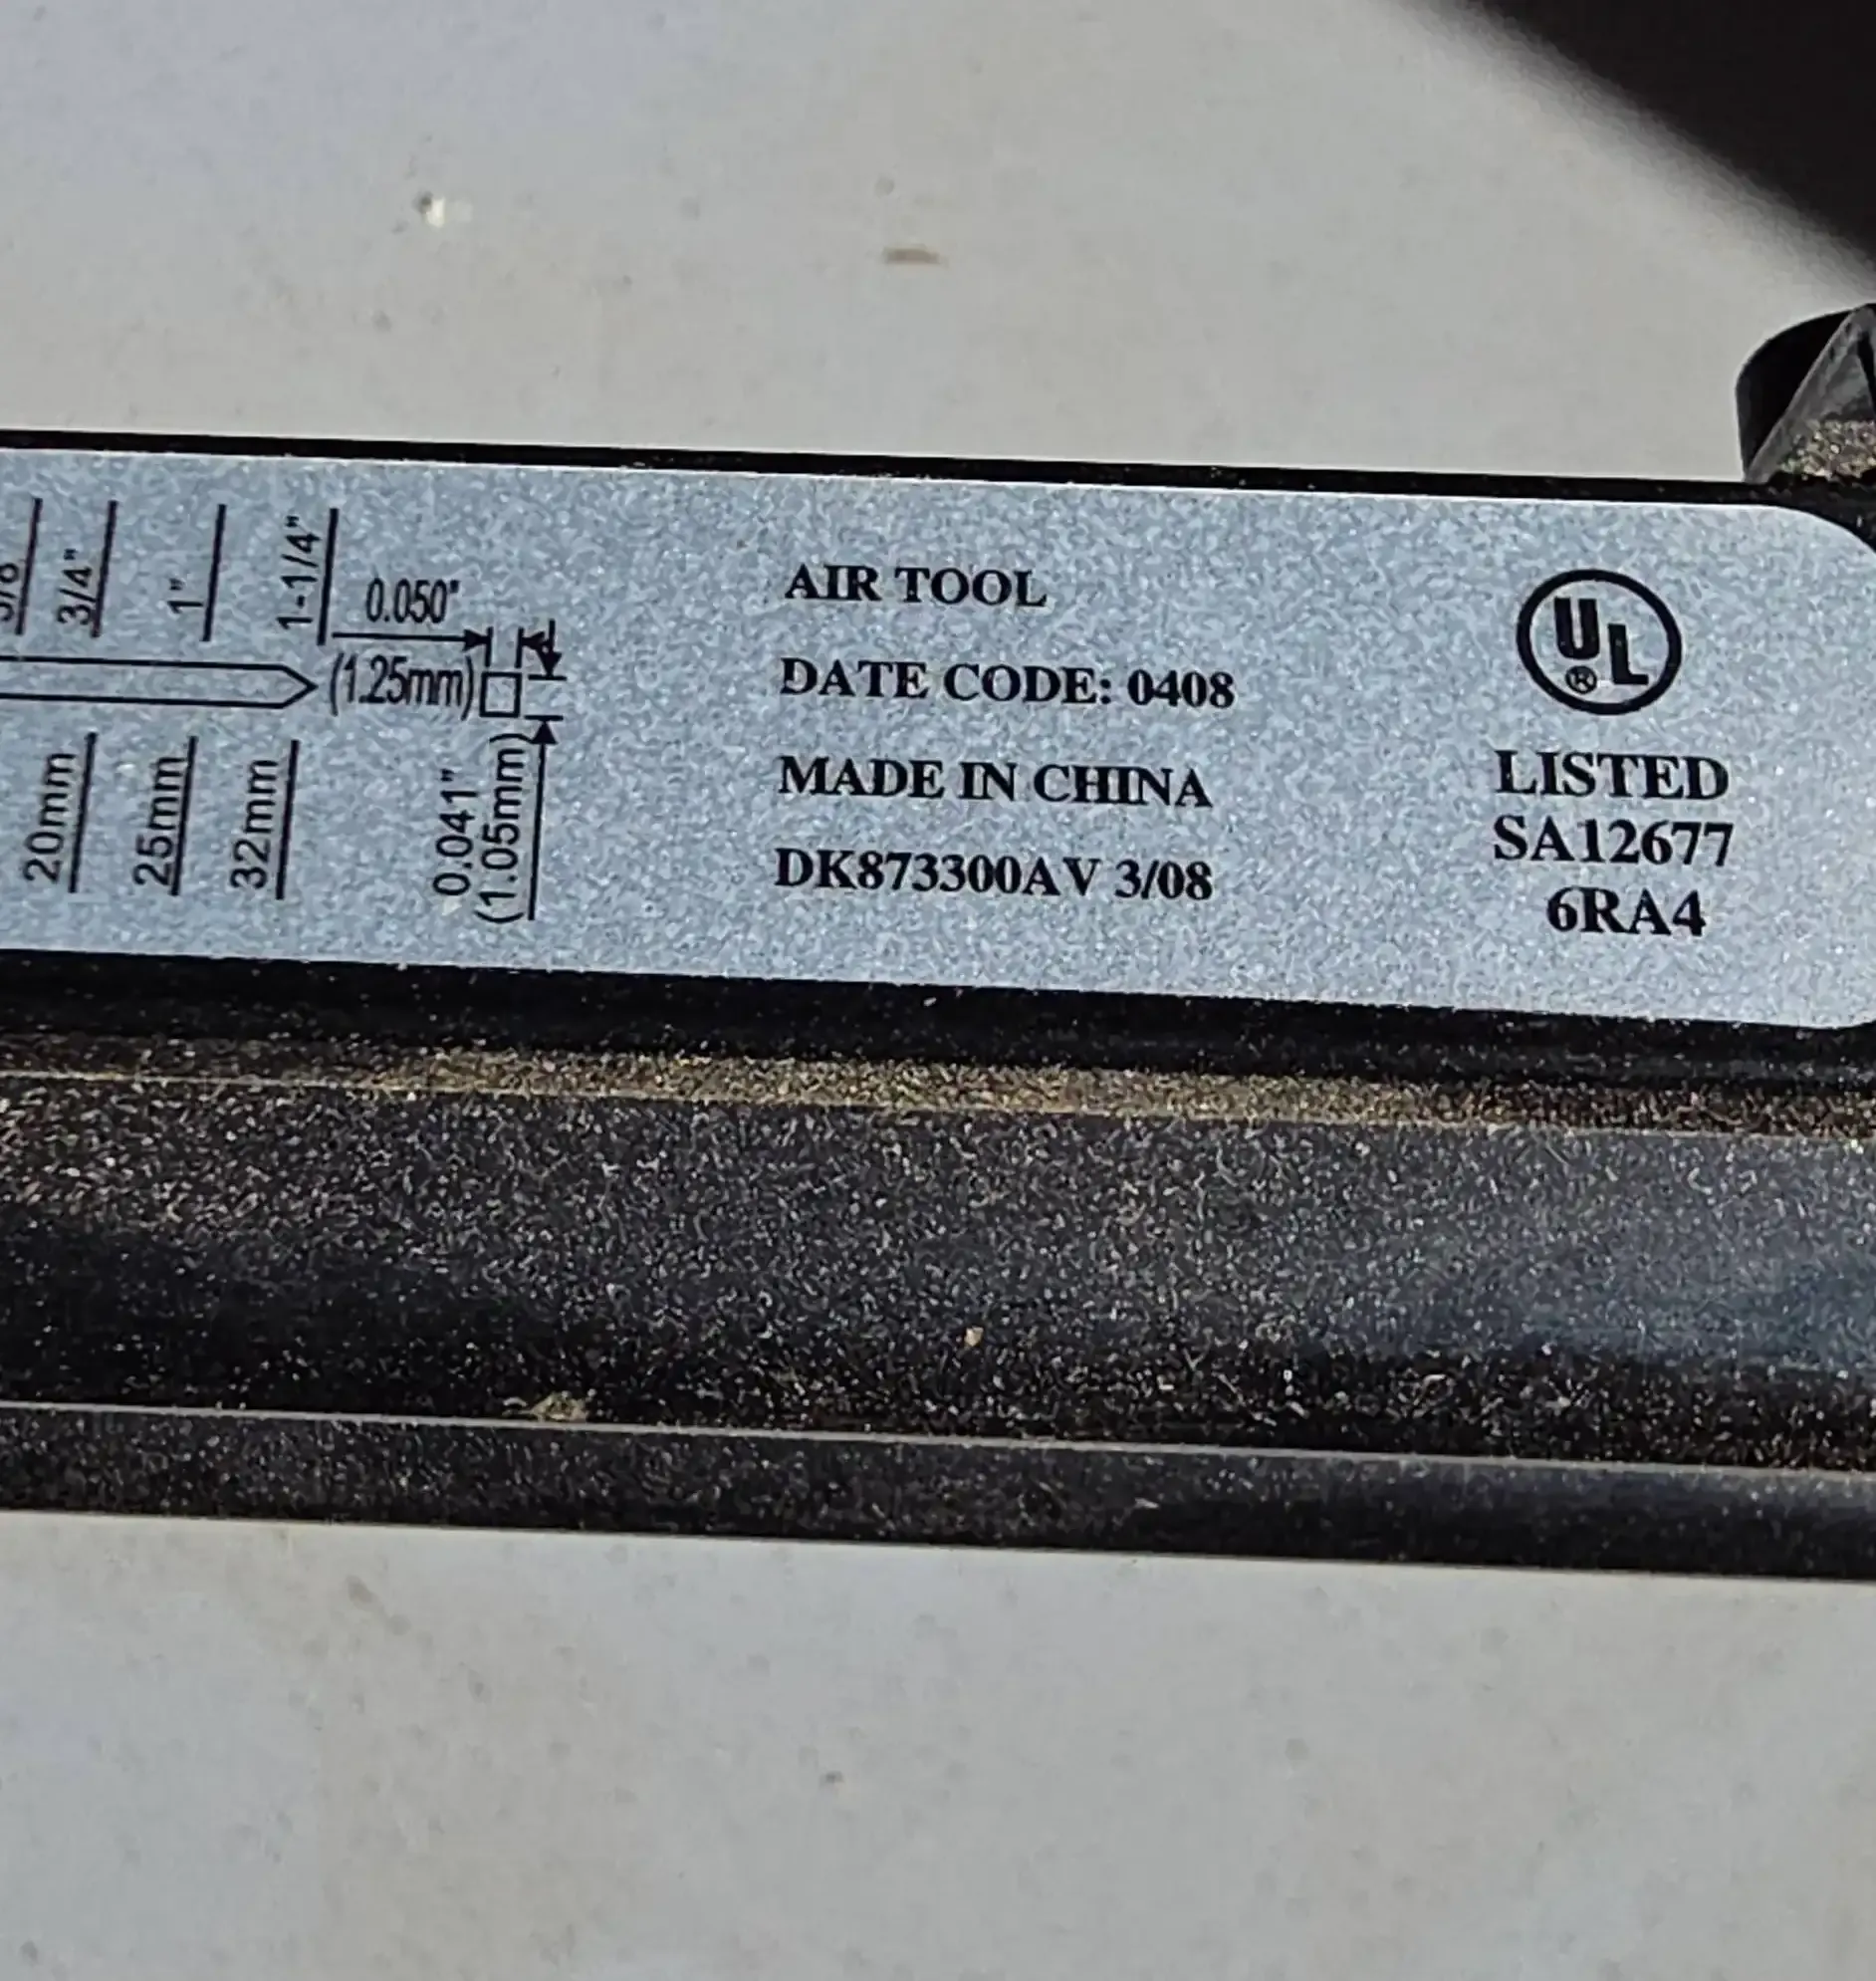 3/4"
1"
1-1/4"
0.050"
(1.25mm)
20mm
25mm
32mm
0.041"
(1.05mm)
AIR TOOL
DATE CODE: 0408
MADE IN CHINA
DK873300AV 3/08
UL
®
LISTED
SA12677
6RA4